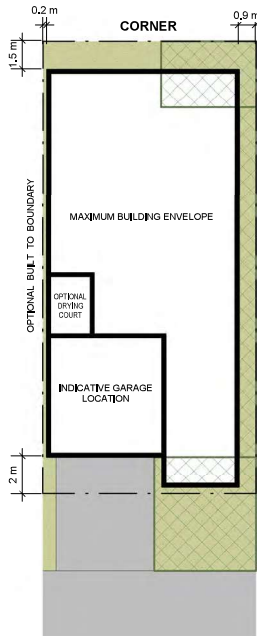 0.2 m
CORNER
0.9 m
1.5 m
MAXIMUM BUILDING ENVELOPE
OPTIONAL BUILT TO BOUNDARY
OPTIONAL
DRYING
COURT
INDICATIVE GARAGE
LOCATION
2 m